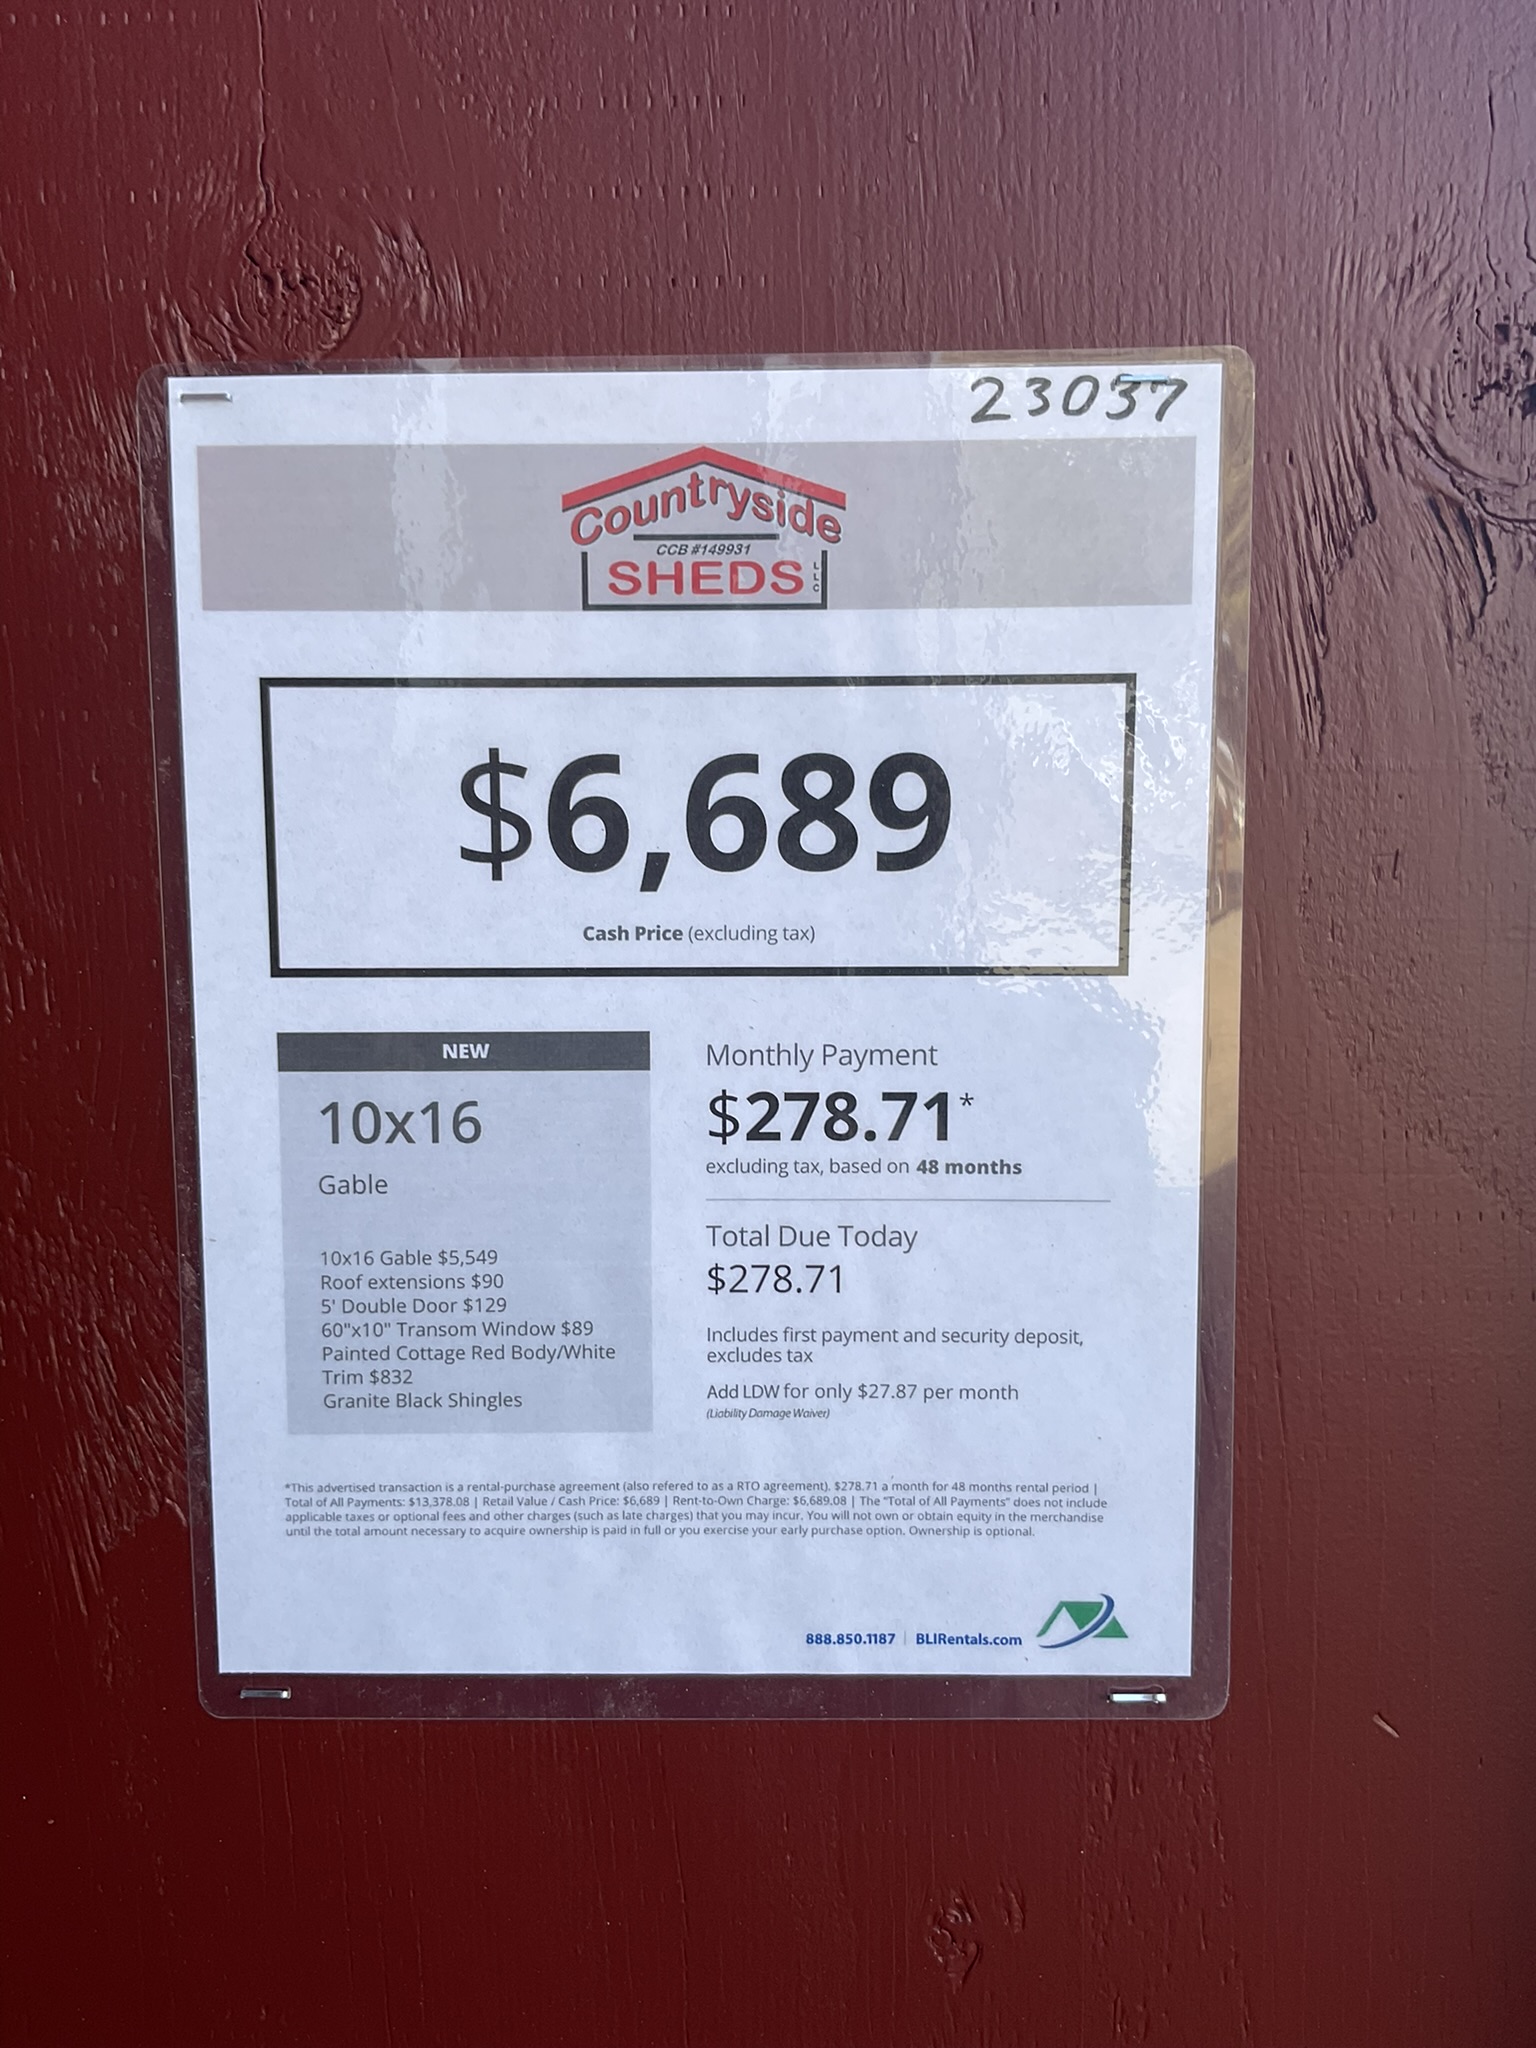 23037
Countryside
CCB #149931
SHEDS LLC
$6,689
Cash Price (excluding tax)
NEW
10x16
Gable
10x16 Gable $5,549
Roof extensions $90
5' Double Door $129
60"x10" Transom Window $89
Painted Cottage Red Body/White
Trim $832
Granite Black Shingles
Monthly Payment
$278.71*
excluding tax, based on 48 months
Total Due Today
$278.71
Includes first payment and security deposit,
excludes tax
Add LDW for only $27.87 per month
(Liability Damage Waiver)
*This advertised transaction is a rental-purchase agreement (also refered to as a RTO agreement). $278.71 a month for 48 months rental period |
Total of All Payments: $13,378.08 | Retail Value / Cash Price: $6,689 | Rent-to-Own Charge: $6,689.08 | The "Total of All Payments" does not include
applicable taxes or optional fees and other charges (such as late charges) that you may incur. You will not own or obtain equity in the merchandise
until the total amount necessary to acquire ownership is paid in full or you exercise your early purchase option. Ownership is optional.
888.850.1187 | BLIRentals.com